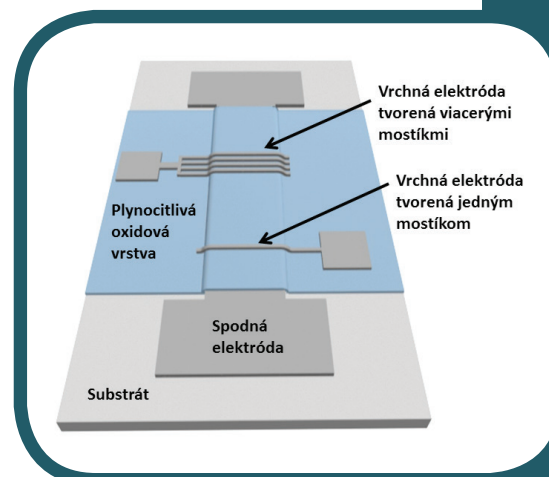 Vrchná elektróda
tvorená viacerými
mostíkmi
Vrchná elektróda
tvorená jedným
mostíkom
Plynocitlivá
oxidová
vrstva
Spodná
elektróda
Substrát